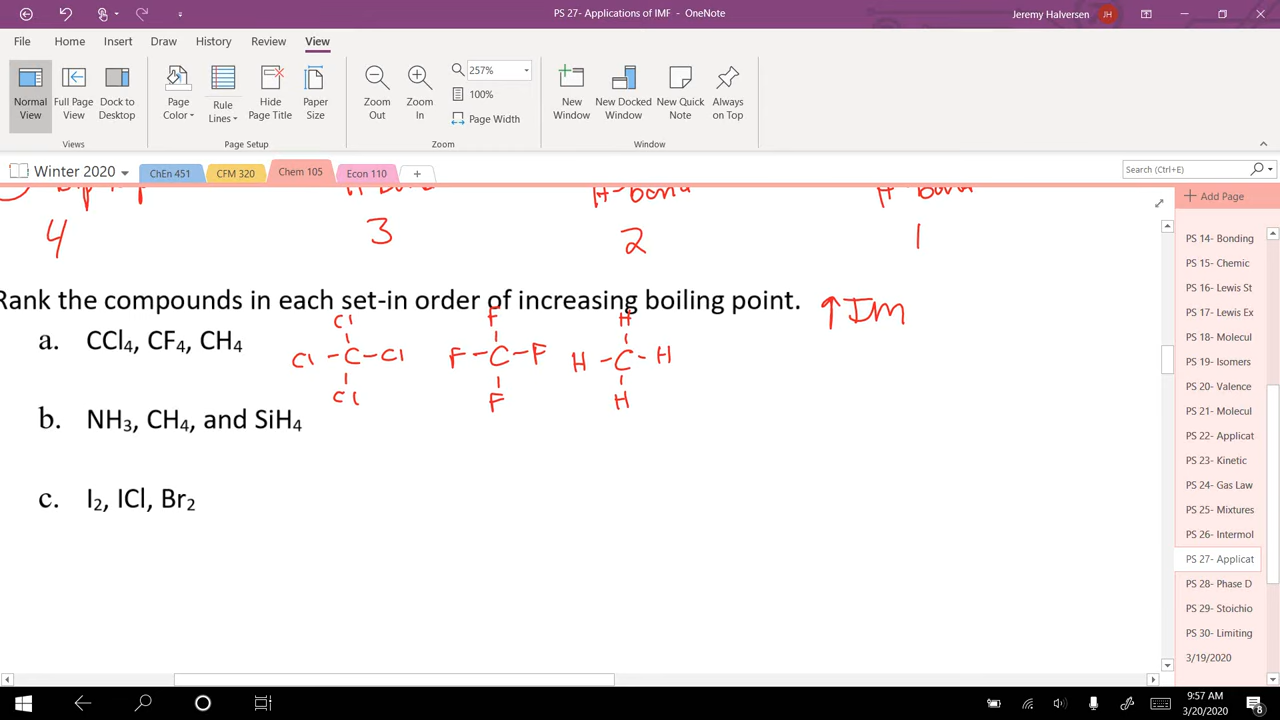 PS 27- Applications of IMF - OneNote
Jeremy Halversen JH
File Home Insert Draw History Review View
Normal View
Full Page View
Dock to Desktop
Page Color
Rule Lines
Hide Page Title
Paper Size
Zoom Out
Zoom In
257%
100%
Page Width
New Window
New Docked Window
New Quick Note
Always on Top
Views Page Setup Zoom Window
Winter 2020 ChEn 451 CFM 320 Chem 105 Econ 110 +
Search (Ctrl+E)
Add Page
H-bond H-bond
4 3 2 1
Rank the compounds in each set-in order of increasing boiling point. ↑ IM
a. CCl4, CF4, CH4
Cl F H
Cl - C - Cl F - C - F H - C - H
Cl F H
b. NH3, CH4, and SiH4
c. I2, ICl, Br2
PS 14- Bonding
PS 15- Chemic
PS 16- Lewis St
PS 17- Lewis Ex
PS 18- Molecul
PS 19- Isomers
PS 20- Valence
PS 21- Molecul
PS 22- Applicat
PS 23- Kinetic
PS 24- Gas Law
PS 25- Mixtures
PS 26- Intermol
PS 27- Applicat
PS 28- Phase D
PS 29- Stoichio
PS 30- Limiting
3/19/2020
9:57 AM
3/20/2020
8